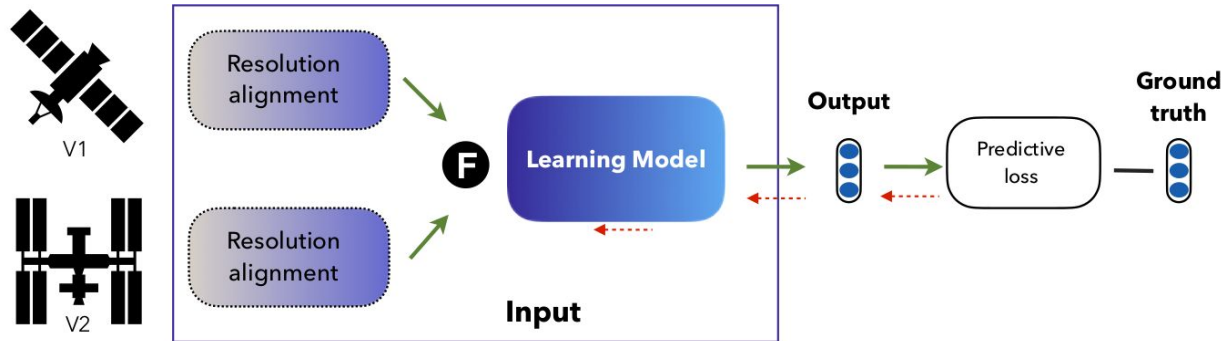 V1
V2
Resolution
alignment
Resolution
alignment
F
Learning Model
Input
Output
Predictive
loss
Ground
truth